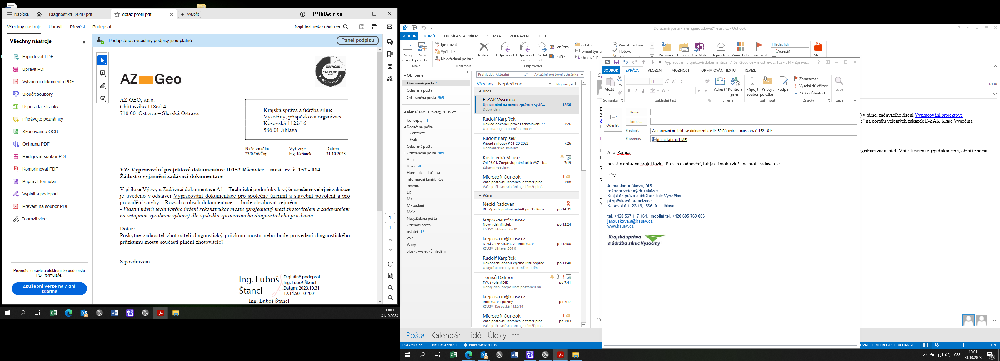 Nabídka
Diagnostika_2019.pdf
dotaz profil.pdf
Vytvořit
Přihlásit se
Všechny nástroje
Upravit
Převést
Podepsat
Najít text nebo nástroje
Všechny nástroje
Exportovat PDF
Upravit PDF
Vytvoření dokumentu PDF
Sloučit soubory
Uspořádat stránky
Přidávejte poznámky
Skenování a OCR
Ochrana PDF
Redigovat soubor PDF
Komprimovat PDF
Připravit formulář
Vyplnit a podepsat
Převést na soubor PDF
Zobrazit více
Převeďte, upravte a elektronicky podepište
PDF formuláře.
Zkušební verze na 7 dní
zdarma
Podepsáno a všechny podpisy jsou platné.
Panel podpisu
AZ Geo
TÜV NORD
AZ GEO, s.r.o.
Chittussiho 1186/14
710 00 Ostrava – Slezská Ostrava
Krajská správa a údržba silnic
Vysočiny, příspěvková organizace
Kosovská 1122/16
586 01 Jihlava
Naše značka: Vyřizuje: Datum:
23/0756/Čap Ing. Košárek 31.10.2023
VZ: Vypracování projektové dokumentace II/152 Rácovice – most. ev. č. 152 - 014
Žádost o vyjasnění zadávací dokumentace
V příloze Výzvy a Zadávací dokumentace A1 – Technické podmínky k výše uvedené veřejné zakázce
je uvedeno v odstavci Vypracování dokumentace pro společné územní a stavební povolení a pro
provádění stavby – Rozsah a obsah dokumentace … bude obsahovat zejména:
- Vlastní návrh technického řešení rekonstrukce mostu (projednaný mezi zhotovitelem a zadavatelem
na vstupním výrobním výboru) dle výsledku zpracovaného diagnostického průzkumu
Dotaz:
Poskytne zadavatel zhotoviteli diagnostický průzkum mostu nebo bude provedení diagnostického
průzkumu mostu součástí plnění zhotovitele?
S pozdravem
Ing. Luboš
Štancl
Digitálně podepsal
Ing. Luboš Štancl
Datum: 2023.10.31
12:14:50 +01'00'
Ing. Luboš Štancl
1
1
13:00
31.10.2023
Doručená pošta – alena.janouskova@ksusv.cz - Outlook
SOUBOR DOMŮ ODESÍLÁNÍ A PŘÍJEM SLOŽKA ZOBRAZENÍ ESET
Nový
e-mail
Nové
položky
Nové
Ignorovat
Vyčistit
Nevyžádaná pošta
Odstranit
Odstranit
Odpovědět
Odpovědět
všem
Předat
dál
Schůzka
Další
Odpovědět
ostatní
E-mail týmu
Odpovědět a
Předat nadřízen...
Hotovo
Vytvořit nový
Přesunout
Pravidla
OneNote
Nepřečtené
Zařadit do
Zpracovat
Hledat lidi
Adresář
Store
Oblíbené
Doručená pošta 1
Odeslaná pošta
Odstraněná pošta 969
alena.janouskova@ksusv.cz
Koncepty [11]
Doručená pošta 1
Certifikat
Ezak
Odeslaná pošta
Odstraněná pošta 969
Altus
Diviš 60
Humpolec - Lužická
Informační kanály RSS
Inventura
LR
MK
MK zadání
Moje
Nevyžádaná pošta
Odchozí pošta
ostatní 17
VVZ
Vzory
Složky výsledků hledání
Prohledat: Aktuální
Aktuální poštovní schránka
Všechny Nepřečtené
Nejnovější
Dnes
E-ZAK Vysocina
Upozornění na novou zprávu v systé... 12:30
Dobrý den,
Rudolf Karpíšek
Doklad dokončil proces schvalování 77... 7:26
U dokladu je dokončen proces
Rudolf Karpíšek
Případ smlouvy P-ST-20-2023 7:26
Dodavatelská smlouva
Kostelecká Miluše
Od 26.01. Znepřístupnění účtů VVZ - b... 7:19
Zdravím všechny,
Microsoft Outlook
Vaše poštovní schránka je téměř plná. 7:08
Vaše poštovní schránka je téměř plná.
Včera
Necid Radovan
RE: Výzva k podání nabídky a ZD_Ráco... po 14:31
krejcova.m@ksusv.cz
Nový jídelní lístek po 12:24
KSÚSV Jihlava 586 01
krejcova.m@ksusv.cz
Nová verze Strava.cz - informace po 12:00
KSÚSV Jihlava 586 01
Rudolf Karpíšek
Dokončení oběhu krycího listu Vyprac... po 11:40
U krycího listu byl dokončen oběh
Tomšů Dalibor
FW: školení DIK po 7:41
Dobrý den, přeposílám pozvánku na
krejcova.m@ksusv.cz
Informace z jídelny po 7:17
KSÚSV Kosovská 1122/16
Microsoft Outlook
Vaše poštovní schránka je téměř plná. po 7:03
Vaše poštovní schránka je téměř plná.
Pošta Kalendář Lidé Úkoly •••
POLOŽKY: 33 NEPŘEČTENO: 1 PŘIPOMENUTÍ: 19
Vypracování projektové dokumentace II/152 Rácovice – most. ev. č. 152 - 014 - Zpráva...
SOUBOR ZPRÁVA VLOŽENÍ MOŽNOSTI FORMÁTOVÁNÍ TEXTU REVIZE
Vložit
Schránka
11
B I U
Základní text
Adresář
Kontrola
jmen
Jména
Připojit
soubor
Připojit
položku
Podpis
Zahrnout
Zpracovat
Vysoká důležitost
Nízká důležitost
Značky
Lupa
Lupa
Odeslat
Komu...
Kopie...
Předmět Vypracování projektové dokumentace II/152 Rácovice – most. ev. č. 152 - 014
Připojeno dotaz1.docx (1 MB)
Ahoj Kamčo,
posílám dotaz na projektovku. Prosím o odpověď, tak jak ji mohu vložit na profil zadavatele.
Díky.
Alena Janoušková, DiS.
referent veřejných zakázek
Krajská správa a údržba silnic Vysočiny,
příspěvková organizace
Kosovská 1122/16; 586 01 Jihlava
tel. +420 567 117 164, mobilní tel. +420 605 769 003
janouskova.a@ksusv.cz
www.ksusv.cz
Krajská správa
a údržba silnic Vysočiny
12:30
) v rámci zadávacího řízení Vypracování projektové
ce" na portálu veřejných zakázek E-ZAK Kraje Vysočina.
egistraci zadavatel. Máte-li zájem o její dokončení, obraťte se na
OVATELE: MICROSOFT EXCHANGE
100 %
CES
13:01
31.10.2023
18